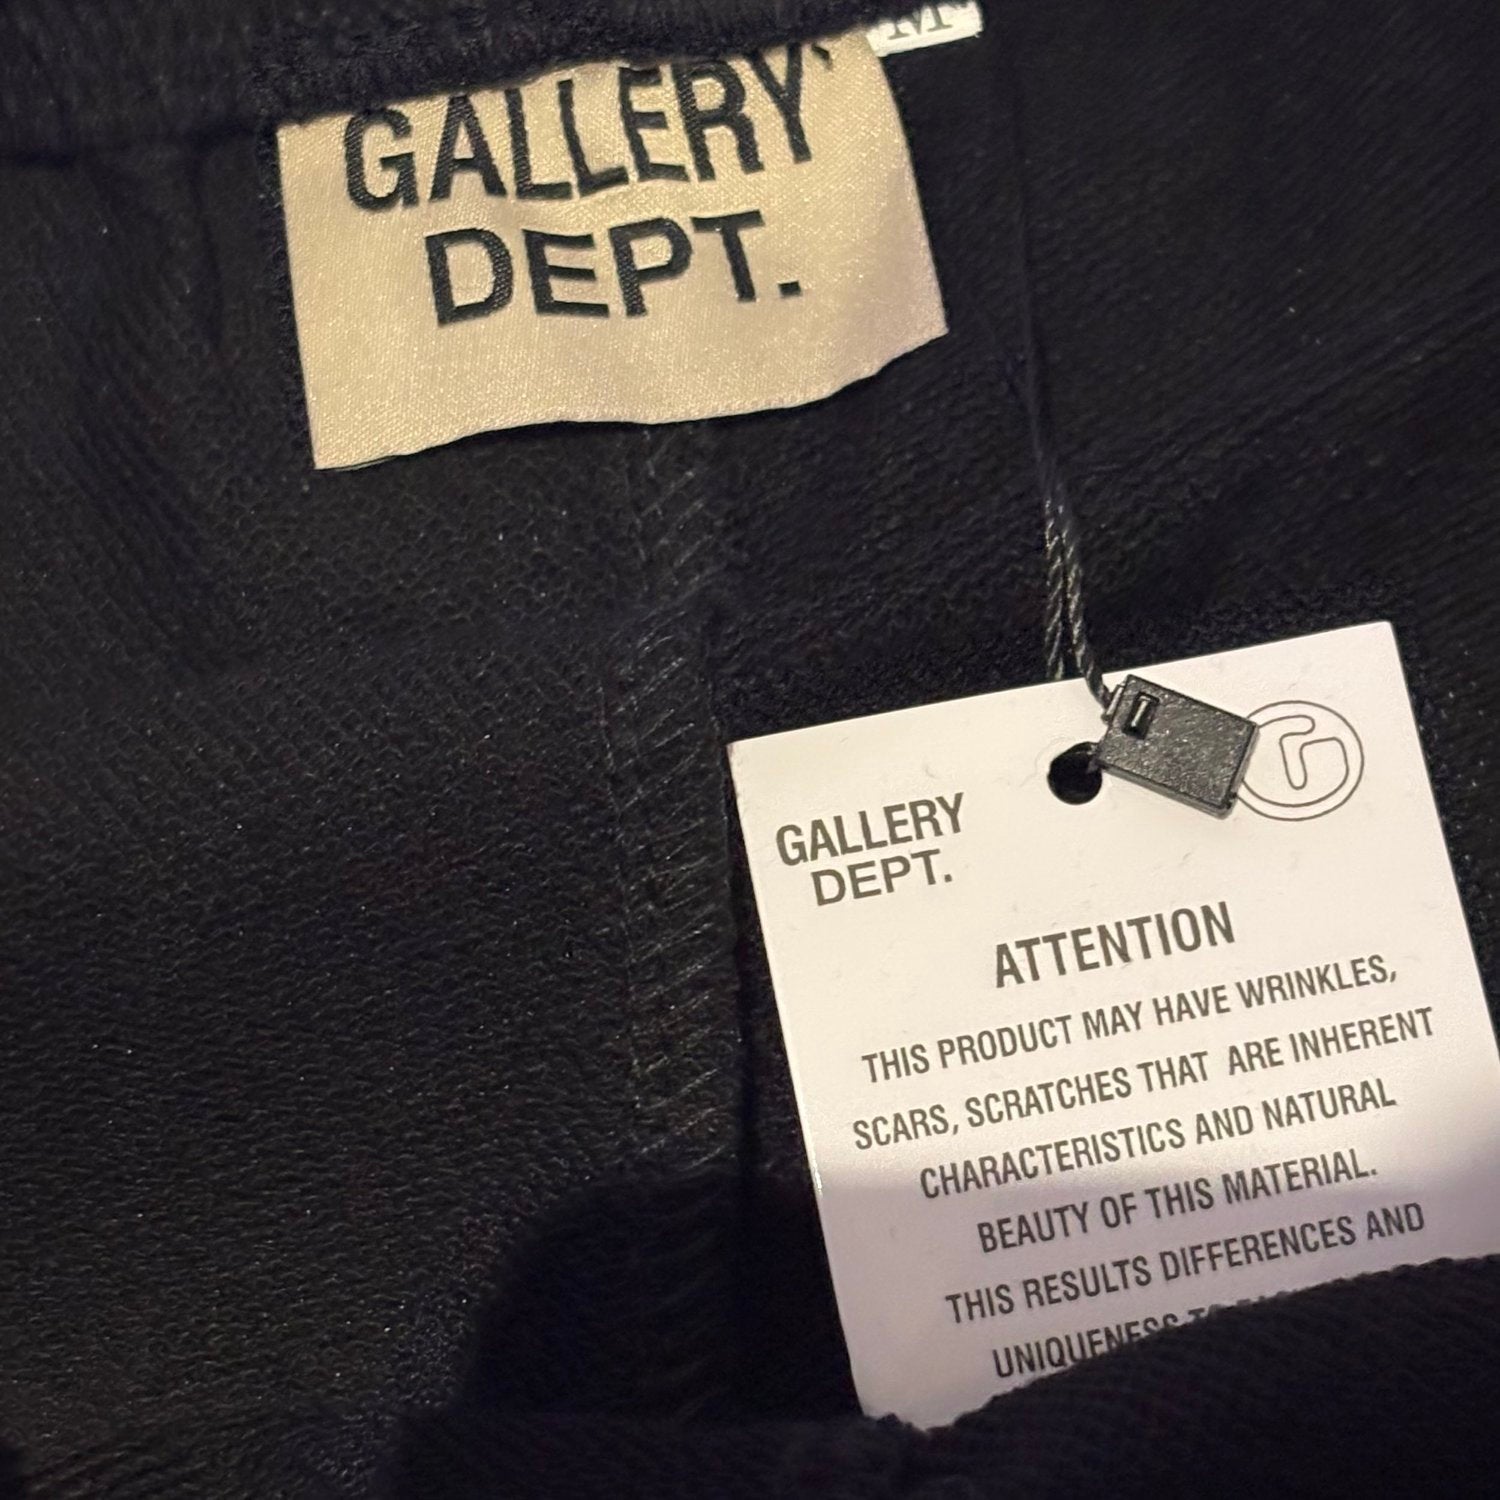 M
GALLERY
DEPT.
GALLERY
DEPT.
G
ATTENTION
THIS PRODUCT MAY HAVE WRINKLES,
SCARS, SCRATCHES THAT ARE INHERENT
CHARACTERISTICS AND NATURAL
BEAUTY OF THIS MATERIAL.
THIS RESULTS DIFFERENCES AND
UNIQUENESS